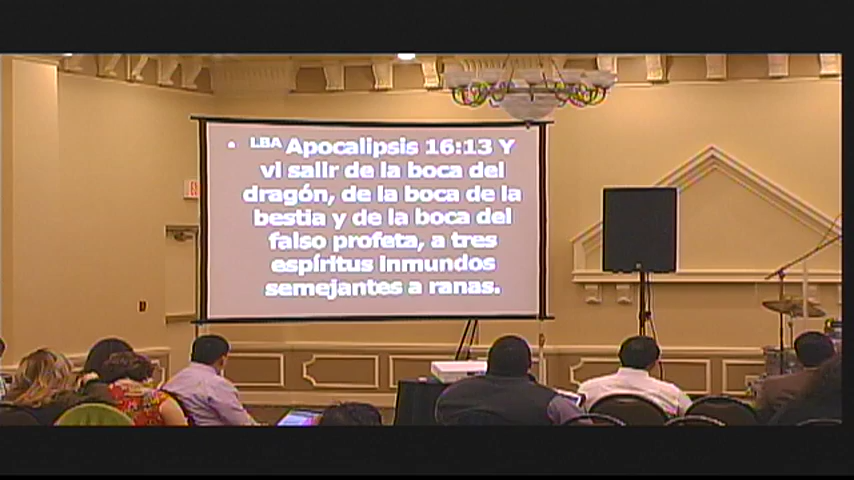 • LBA Apocalipsis 16:13 Y
vi salir de la boca del
dragón, de la boca de la
bestia y de la boca del
falso profeta, a tres
espíritus inmundos
semejantes a ranas.